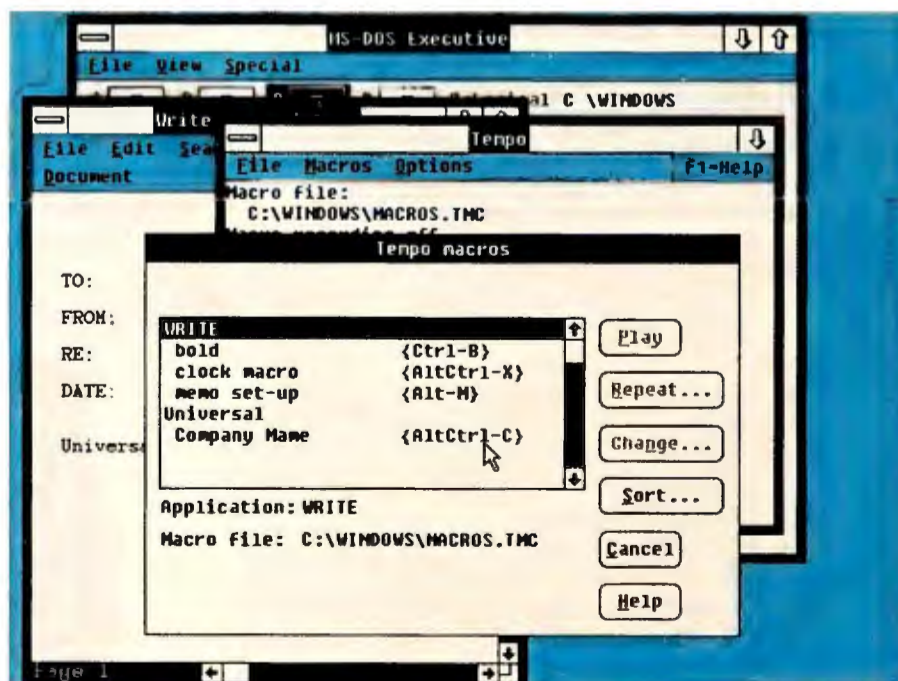 MS-DOS Executive
File View Special
C \WINDOWS
Write
File Edit
Document
Tempo
File Macros Options F1-Help
Macro file:
C:\WINDOWS\MACROS.TMC
Tempo macros
TO:
FROM:
RE:
DATE:
WRITE
bold {Ctrl-B}
clock macro {AltCtrl-X}
memo set-up {Alt-M}
Universal
Company Name {AltCtrl-C}
Application: WRITE
Macro file: C:\WINDOWS\MACROS.TMC
Play
Repeat...
Change...
Sort...
Cancel
Help
Page 1